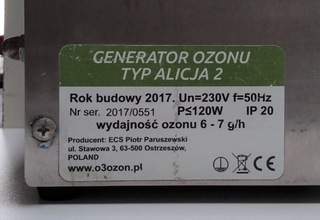 GENERATOR OZONU
TYP ALICJA 2
Rok budowy 2017. Un=230V f=50Hz
Nr ser. 2017/0551 P≤120W IP 20
wydajność ozonu 6 - 7 g/h
Producent: ECS Piotr Paruszewski
ul. Stawowa 3, 63-500 Ostrzeszów,
POLAND
www.o3ozon.pl